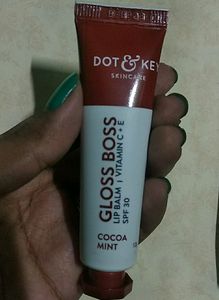 DOT & KEY
SKINCARE
GLOSS BOSS
LIP BALM | VITAMIN C + E
SPF 30
COCOA
MINT